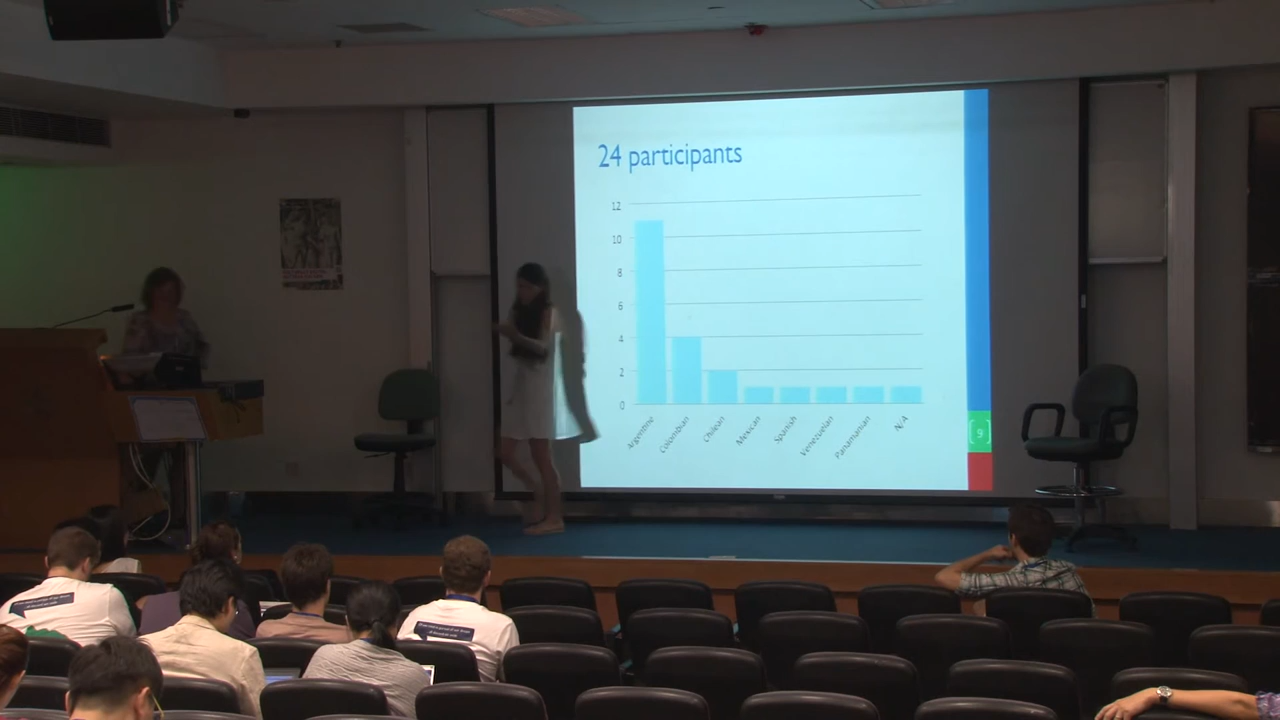 24 participants
12
10
8
6
4
2
0
Argentine
Colombian
Chilean
Mexican
Spanish
Venezuelan
Panamanian
N/A
[9]